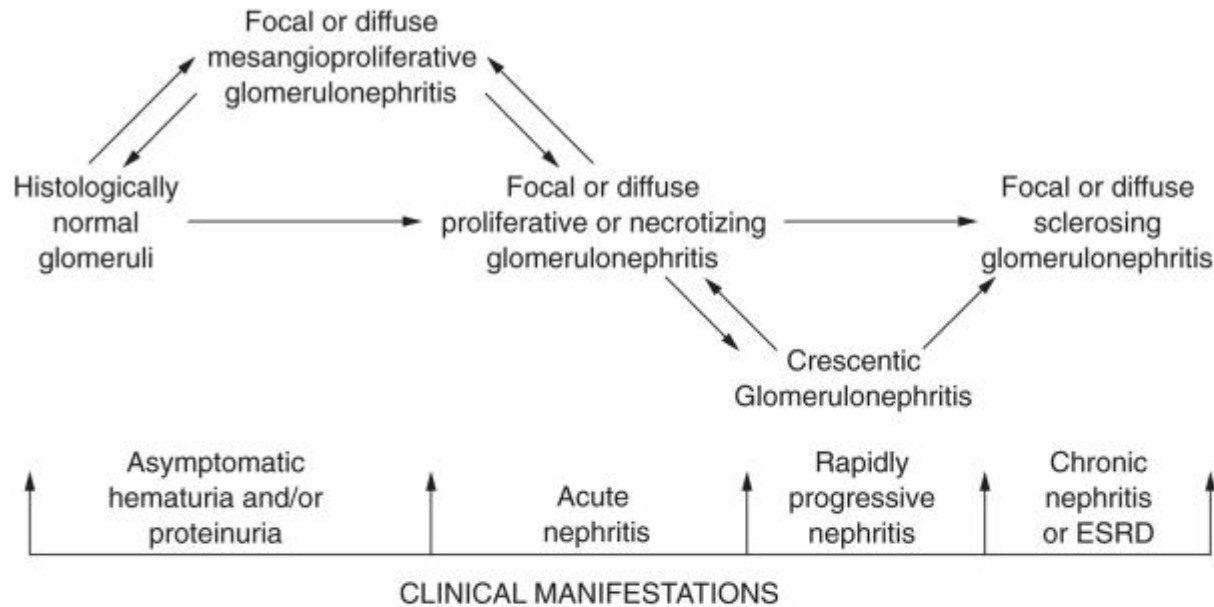 Focal or diffuse
mesangioproliferative
glomerulonephritis
Histologically
normal
glomeruli
Focal or diffuse
proliferative or necrotizing
glomerulonephritis
Focal or diffuse
sclerosing
glomerulonephritis
Crescentic
Glomerulonephritis
Asymptomatic
hematuria and/or
proteinuria
Acute
nephritis
Rapidly
progressive
nephritis
Chronic
nephritis
or ESRD
CLINICAL MANIFESTATIONS